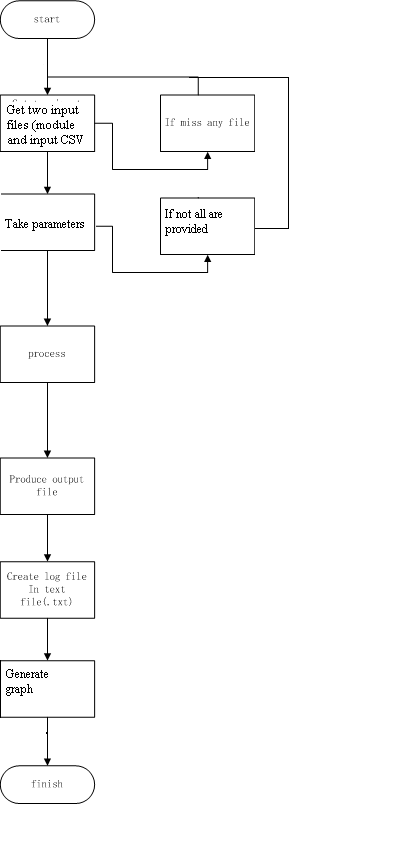 start
Get two input
files (module
and input CSV
If miss any file
Take parameters
If not all are
provided
process
Produce output
file
Create log file
In text
file(.txt)
Generate
graph
finish